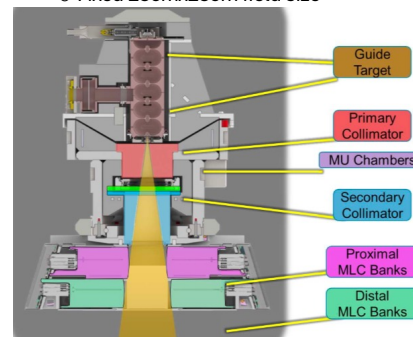 Guide
Target
Primary
Collimator
MU Chambers
Secondary
Collimator
Proximal
MLC Banks
Distal
MLC Banks